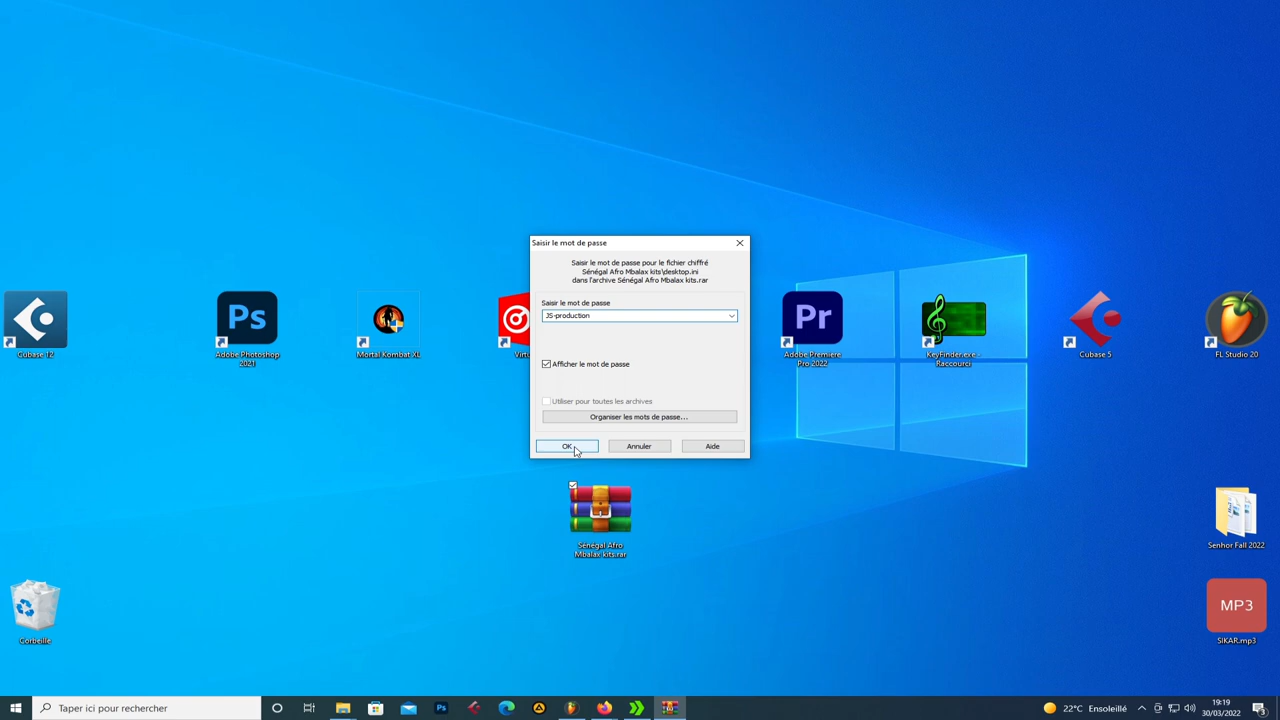 Saisir le mot de passe
Saisir le mot de passe pour le fichier chiffré
Sénégal Afro Mbalax kits\desktop.ini
dans l'archive Sénégal Afro Mbalax kits.rar
Saisir le mot de passe
JS-production
Afficher le mot de passe
Utiliser pour toutes les archives
Organiser les mots de passe...
OK
Annuler
Aide
Cubase 12
Ps
Adobe Photoshop
2021
Mortal Kombat XL
Virtu
Pr
Adobe Premiere
Pro 2022
KeyFinder.exe -
Raccourci
Cubase 5
FL Studio 20
Sénégal Afro
Mbalax kits.rar
Senhor Fall 2022
Corbeille
MP3
SIKAR.mp3
Taper ici pour rechercher
Ps
22°C Ensoleillé
19:19
30/03/2022
3